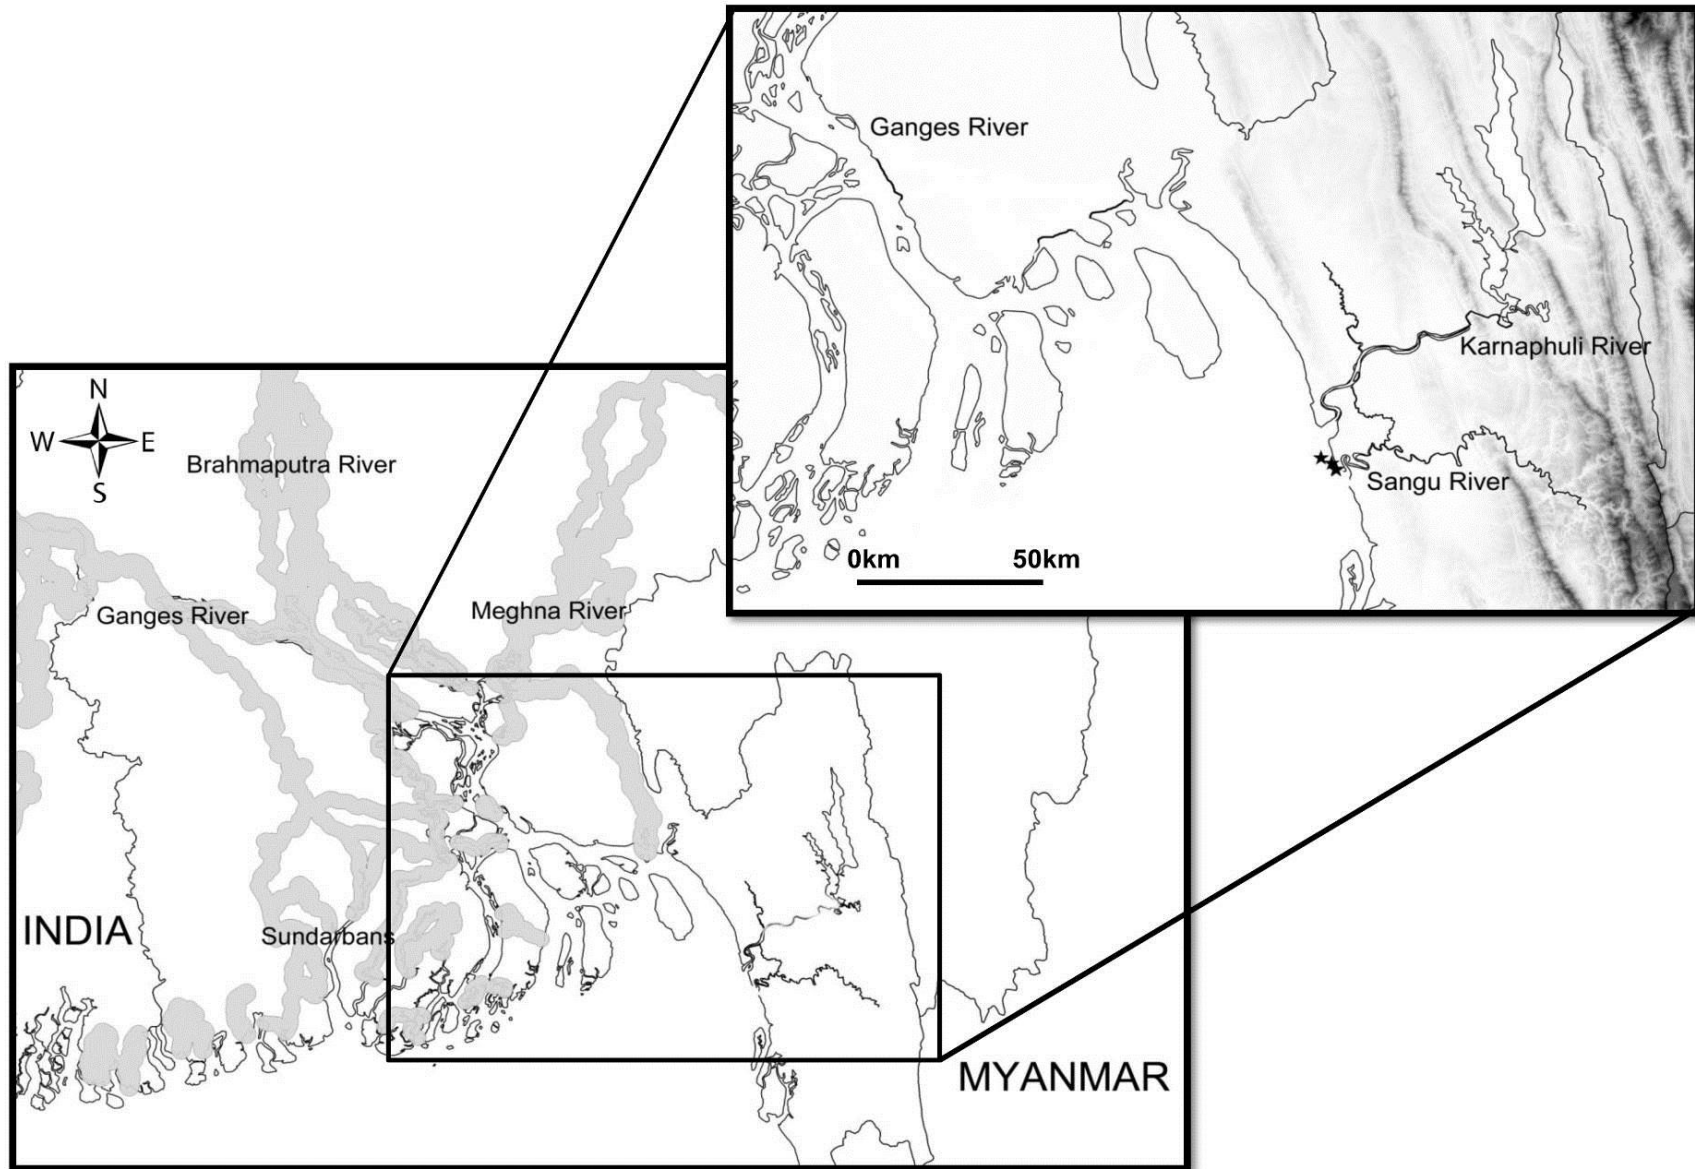 Ganges River
Karnaphuli River
Sangu River
0km 50km
N
W E
S
Brahmaputra River
Ganges River
Meghna River
INDIA
Sundarbans
MYANMAR